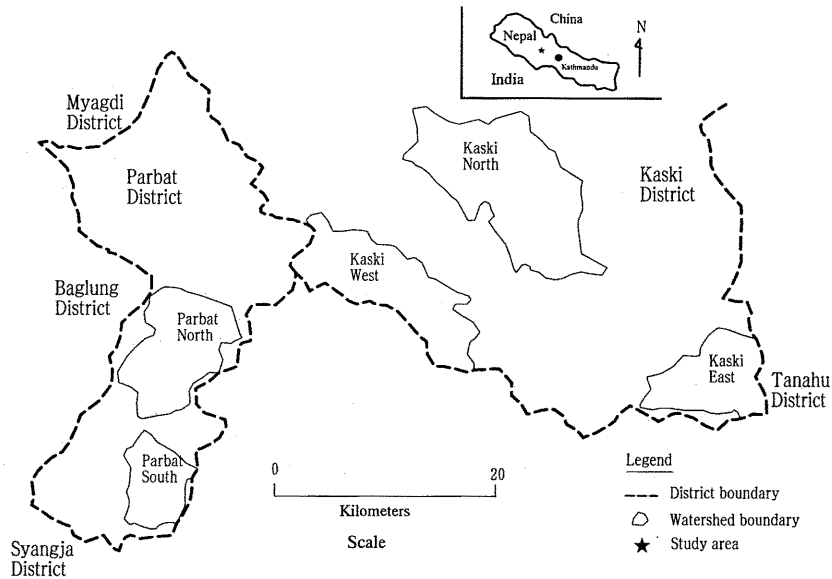 China
N
Nepal
Kathmandu
India
Myagdi
District
Parbat
District
Kaski
North
Kaski
District
Kaski
West
Baglung
District
Parbat
North
Kaski
East
Tanahu
District
Parbat
South
0
20
Kilometers
Scale
Legend
District boundary
Watershed boundary
Study area
Syangja
District